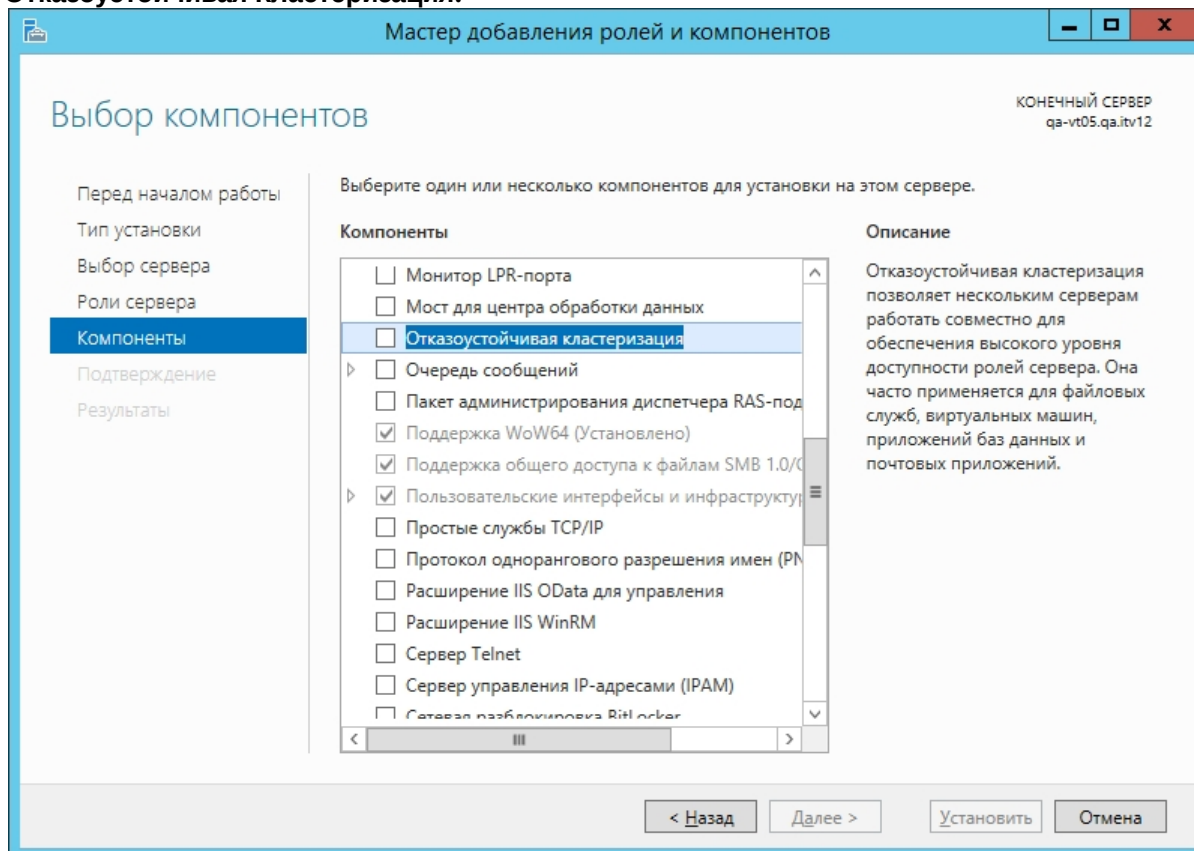 Отказоустойчивая кластеризация.
Мастер добавления ролей и компонентов
Выбор компонентов
КОНЕЧНЫЙ СЕРВЕР
qa-vt05.qa.itv12
Перед началом работы
Тип установки
Выбор сервера
Роли сервера
Компоненты
Подтверждение
Результаты
Выберите один или несколько компонентов для установки на этом сервере.
Компоненты
Монитор LPR-порта
Мост для центра обработки данных
Отказоустойчивая кластеризация
Очередь сообщений
Пакет администрирования диспетчера RAS-под
Поддержка WoW64 (Установлено)
Поддержка общего доступа к файлам SMB 1.0/C
Пользовательские интерфейсы и инфраструктур
Простые службы TCP/IP
Протокол однорангового разрешения имен (PN
Расширение IIS OData для управления
Расширение IIS WinRM
Сервер Telnet
Сервер управления IP-адресами (IPAM)
Сетевая разблокировка BitLocker
Описание
Отказоустойчивая кластеризация
позволяет нескольким серверам
работать совместно для
обеспечения высокого уровня
доступности ролей сервера. Она
часто применяется для файловых
служб, виртуальных машин,
приложений баз данных и
почтовых приложений.
< Назад
Далее >
Установить
Отмена